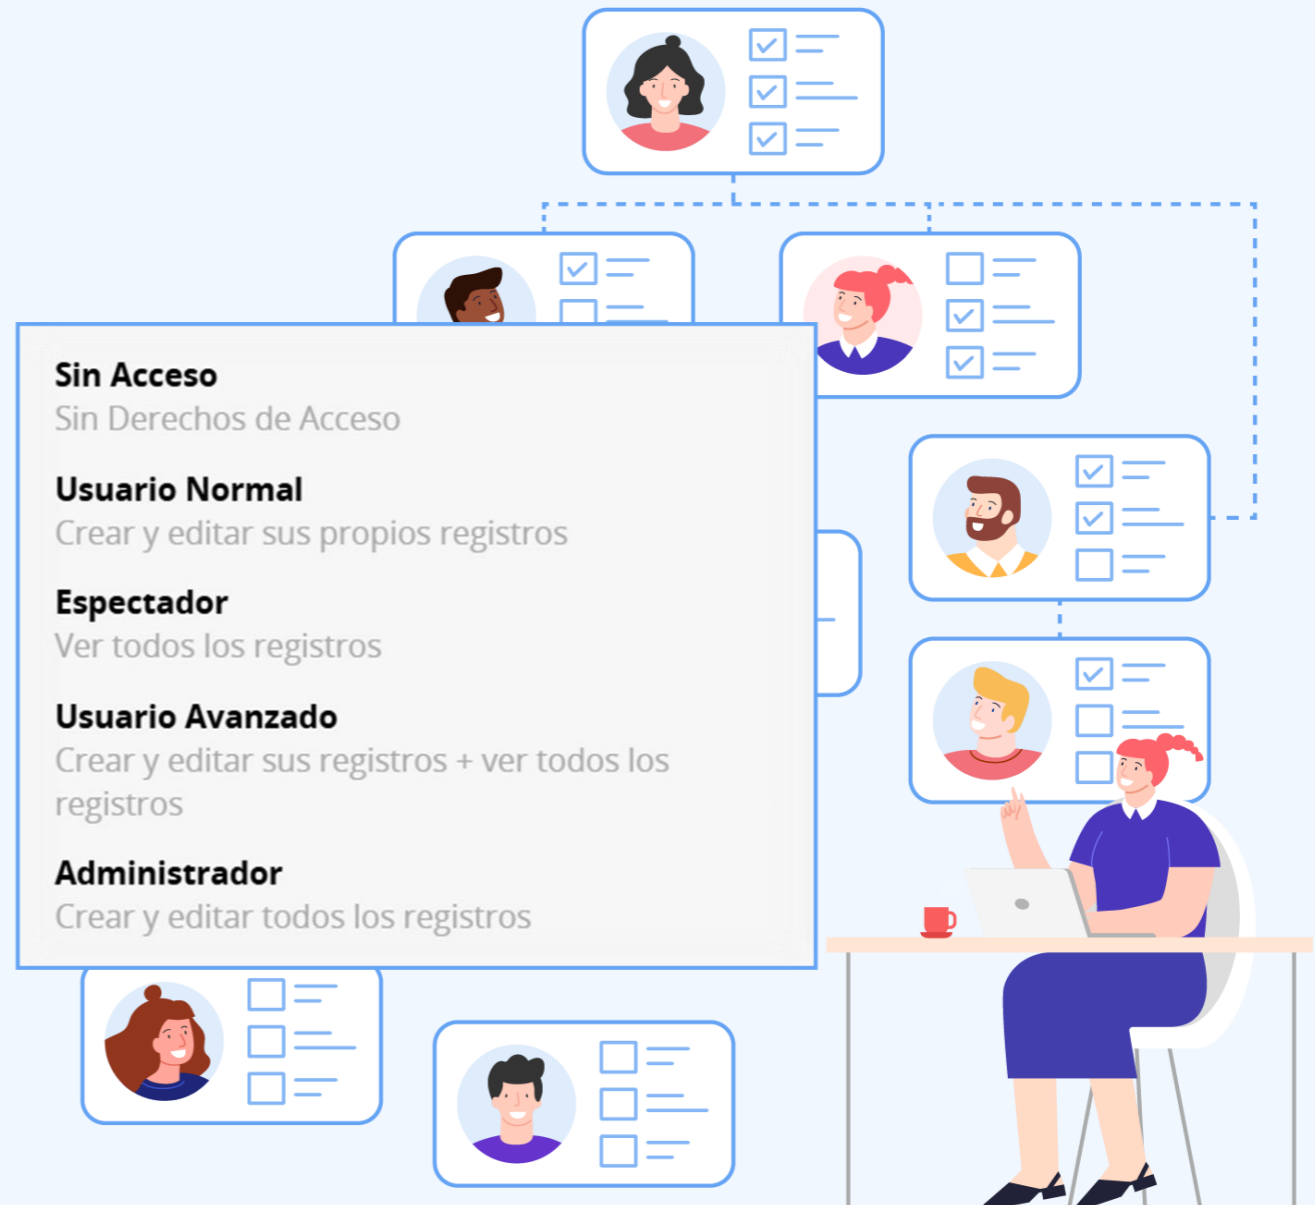 Sin Acceso
Sin Derechos de Acceso
Usuario Normal
Crear y editar sus propios registros
Espectador
Ver todos los registros
Usuario Avanzado
Crear y editar sus registros + ver todos los
registros
Administrador
Crear y editar todos los registros